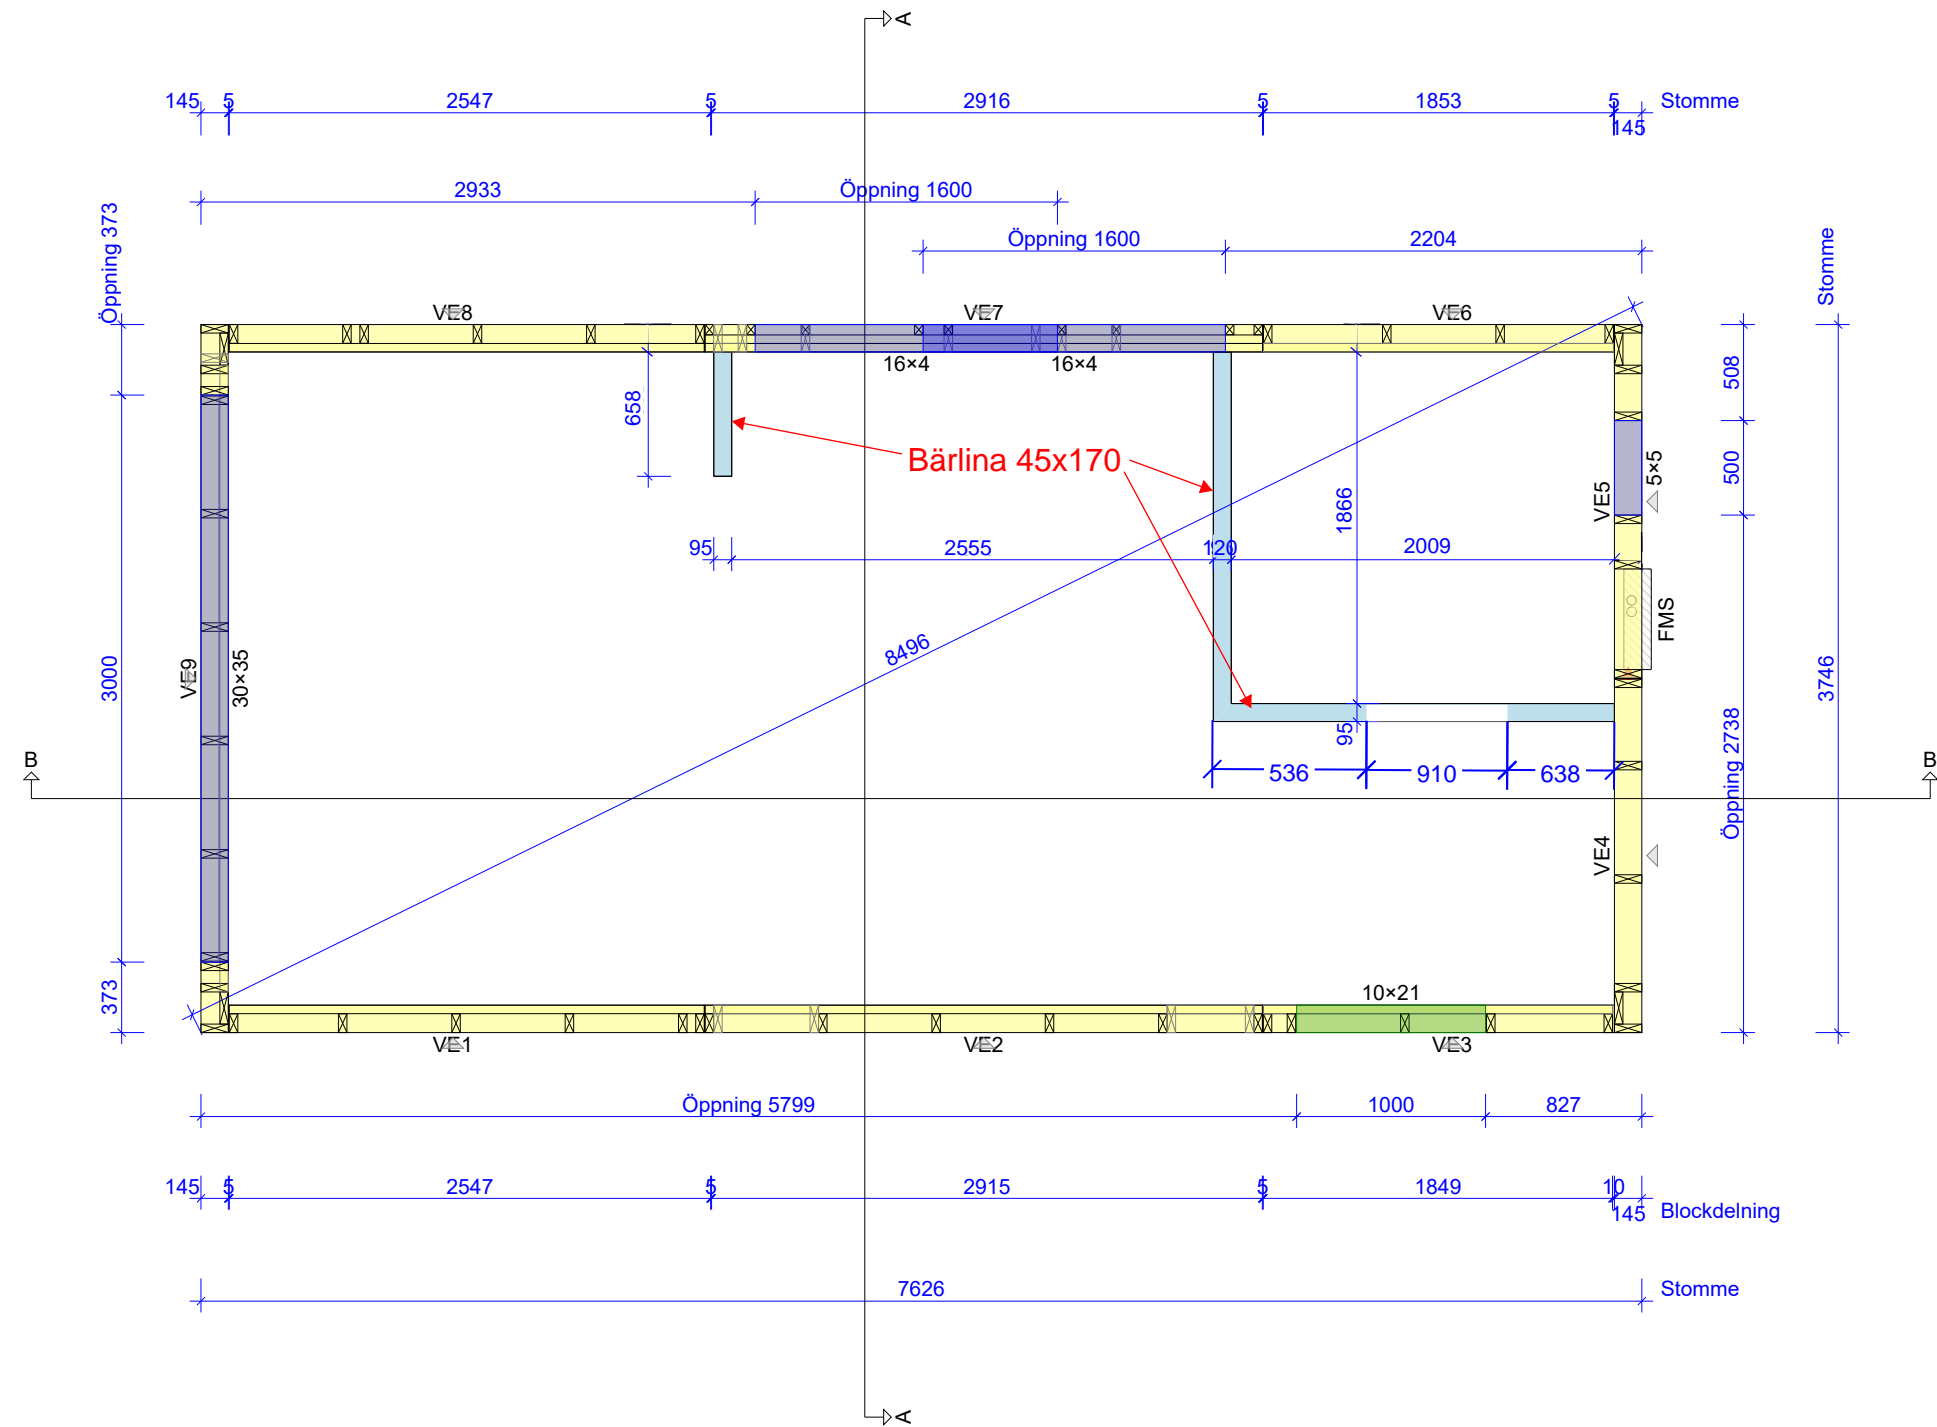 A
145 5 2547 5 2916 5 1853 5 Stomme
145
2933 Öppning 1600
Öppning 1600 2204
Öppning 373
Stomme
VE8 VE7 VE6
16×4 16×4
508
658
Bärlina 45x170
500
5×5
VE5
1866
95 2555 120 2009
FMS
8496
3000
VE9
30×35
3746
95
Öppning 2738
536 910 638
B B
VE4
373
10×21
VE1 VE2 VE3
Öppning 5799 1000 827
145 5 2547 5 2915 5 1849 10
145 Blockdelning
7626 Stomme
A